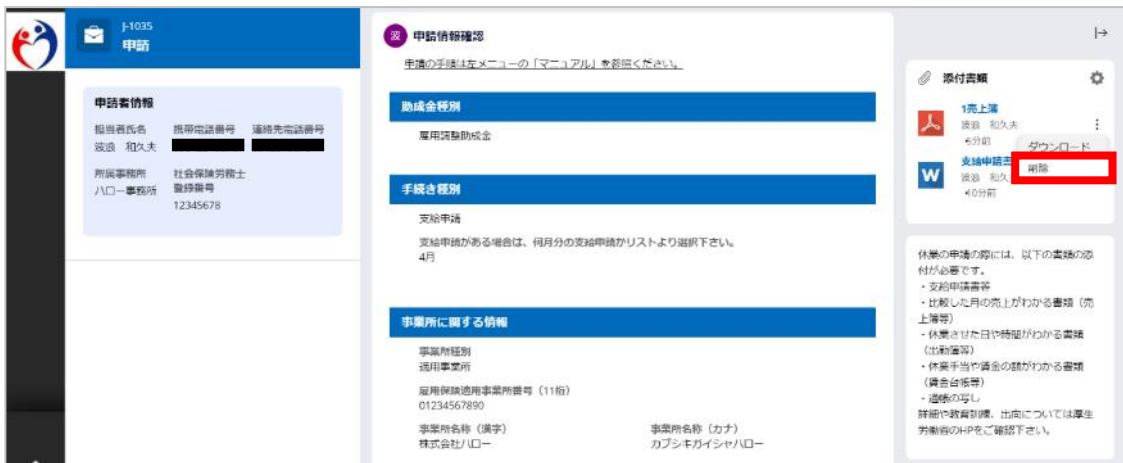 J-1035
申請
申請者情報
担当者氏名 携帯電話番号 連絡先電話番号
波浪 和久夫
所属事務所 社会保険労務士
ハロー事務所 登録番号
12345678
波 申請情報確認
申請の手順は左メニューの「マニュアル」を参照ください。
助成金種別
雇用調整助成金
手続き種別
支給申請
支給申請がある場合は、何月分の支給申請かリストより選択下さい。
4月
事業所に関する情報
事業所種別
適用事業所
雇用保険適用事業所番号（11桁）
01234567890
事業所名称（漢字） 事業所名称（カナ）
株式会社ハロー カブシキガイシャハロー
添付書類
1売上簿
波浪 和久夫
6分前
ダウンロード
支給申請書
削除
波浪 和久
10分前
休業の申請の際には、以下の書類の添
付が必要です。
・支給申請書等
・比較した月の売上がわかる書類（売
上簿等）
・休業させた日や時間がわかる書類
（出勤簿等）
・休業手当や賃金の額がわかる書類
（賃金台帳等）
・通帳の写し
詳細や教育訓練、出向については厚生
労働省のHPをご確認下さい。